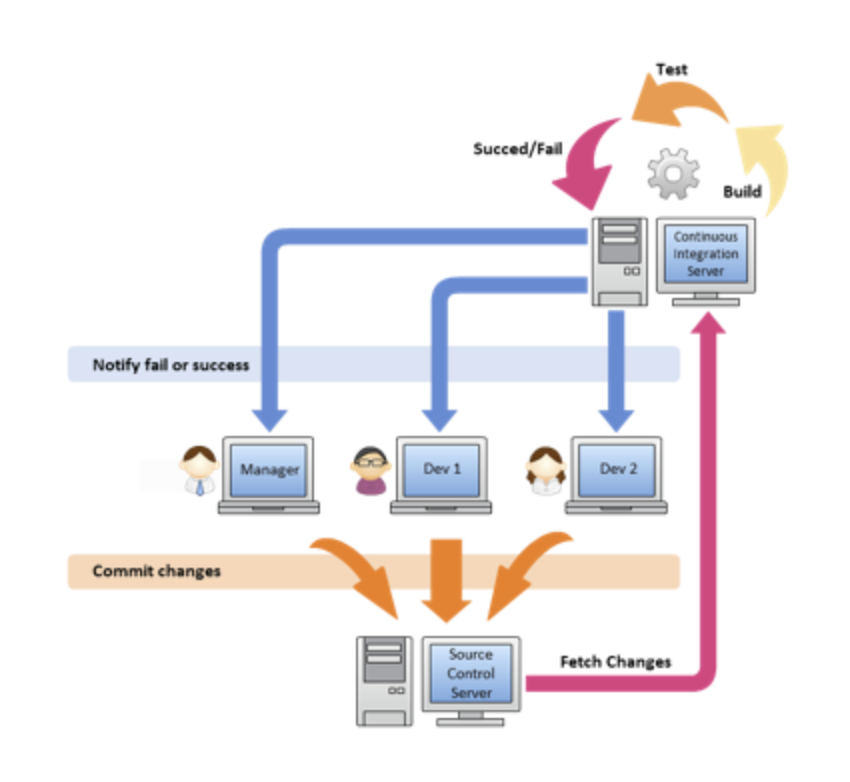 Test
Succed/Fail
Build
Continuous
Integration
Server
Notify fail or success
Manager
Dev 1
Dev 2
Commit changes
Source
Control
Server
Fetch Changes